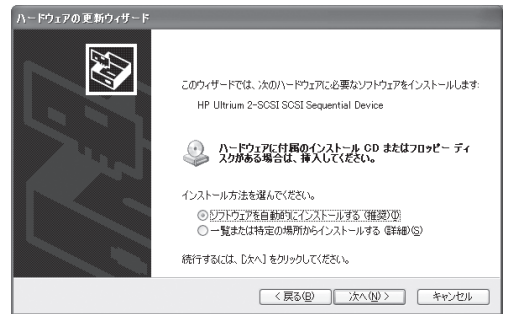 ハードウェアの更新ウィザード
このウィザードでは、次のハードウェアに必要なソフトウェアをインストールします:
HP Ultrium 2-SCSI SCSI Sequential Device
ハードウェアに付属のインストール CD またはフロッピー ディ
スクがある場合は、挿入してください。
インストール方法を選んでください。
ソフトウェアを自動的にインストールする (推奨)(I)
一覧または特定の場所からインストールする (詳細)(S)
続行するには、[次へ] をクリックしてください。
< 戻る(B)
次へ(N) >
キャンセル